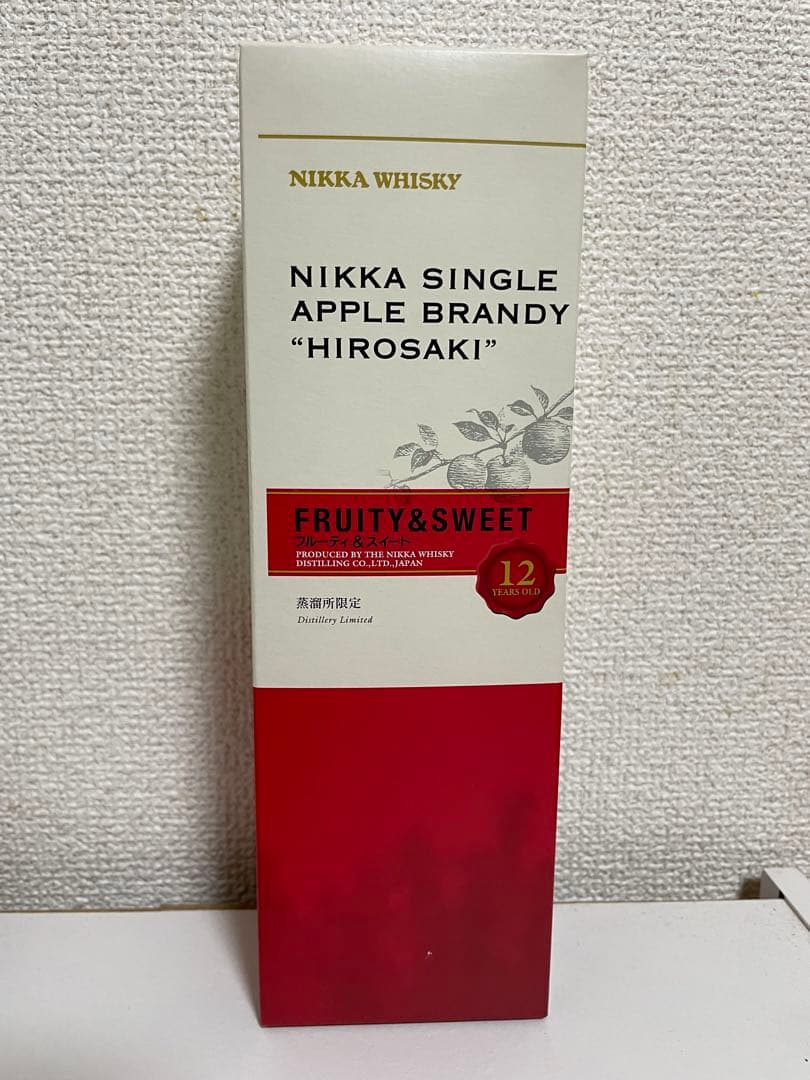 NIKKA WHISKY
NIKKA SINGLE
APPLE BRANDY
“HIROSAKI”
FRUITY&SWEET
フルーティ&スイート
PRODUCED BY THE NIKKA WHISKY
DISTILLING CO.,LTD.,JAPAN
12
YEARS OLD
蒸溜所限定
Distillery Limited